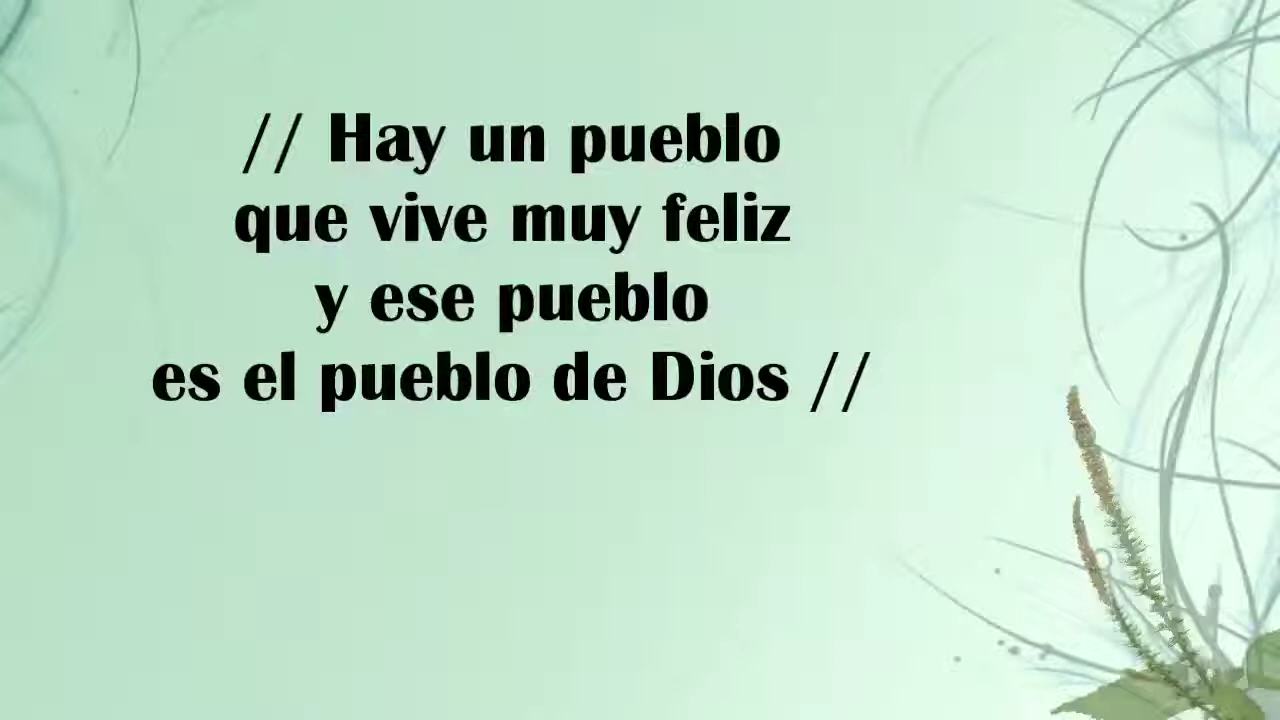 // Hay un pueblo
que vive muy feliz
y ese pueblo
es el pueblo de Dios //